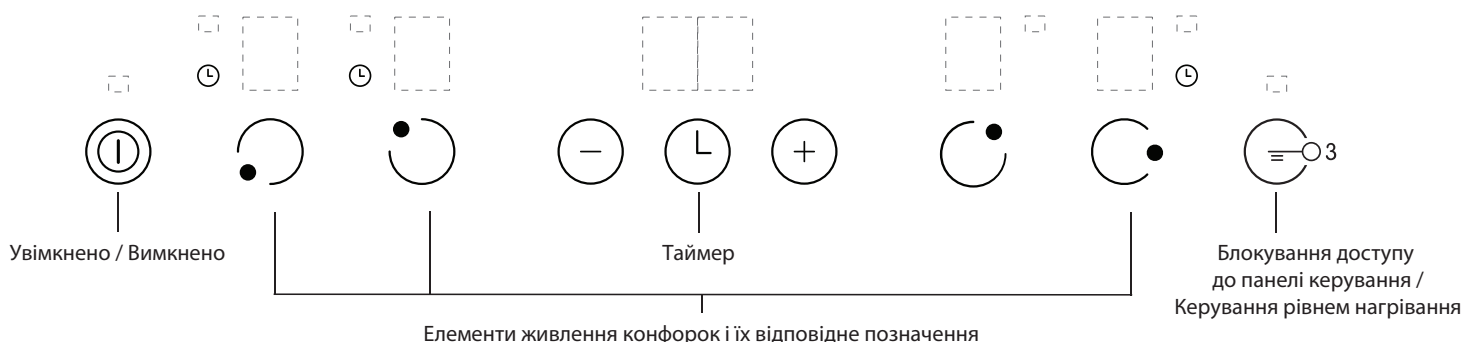 3
Увімкнено / Вимкнено
Таймер
Блокування доступу
до панелі керування /
Керування рівнем нагрівання
Елементи живлення конфорок і їх відповідне позначення